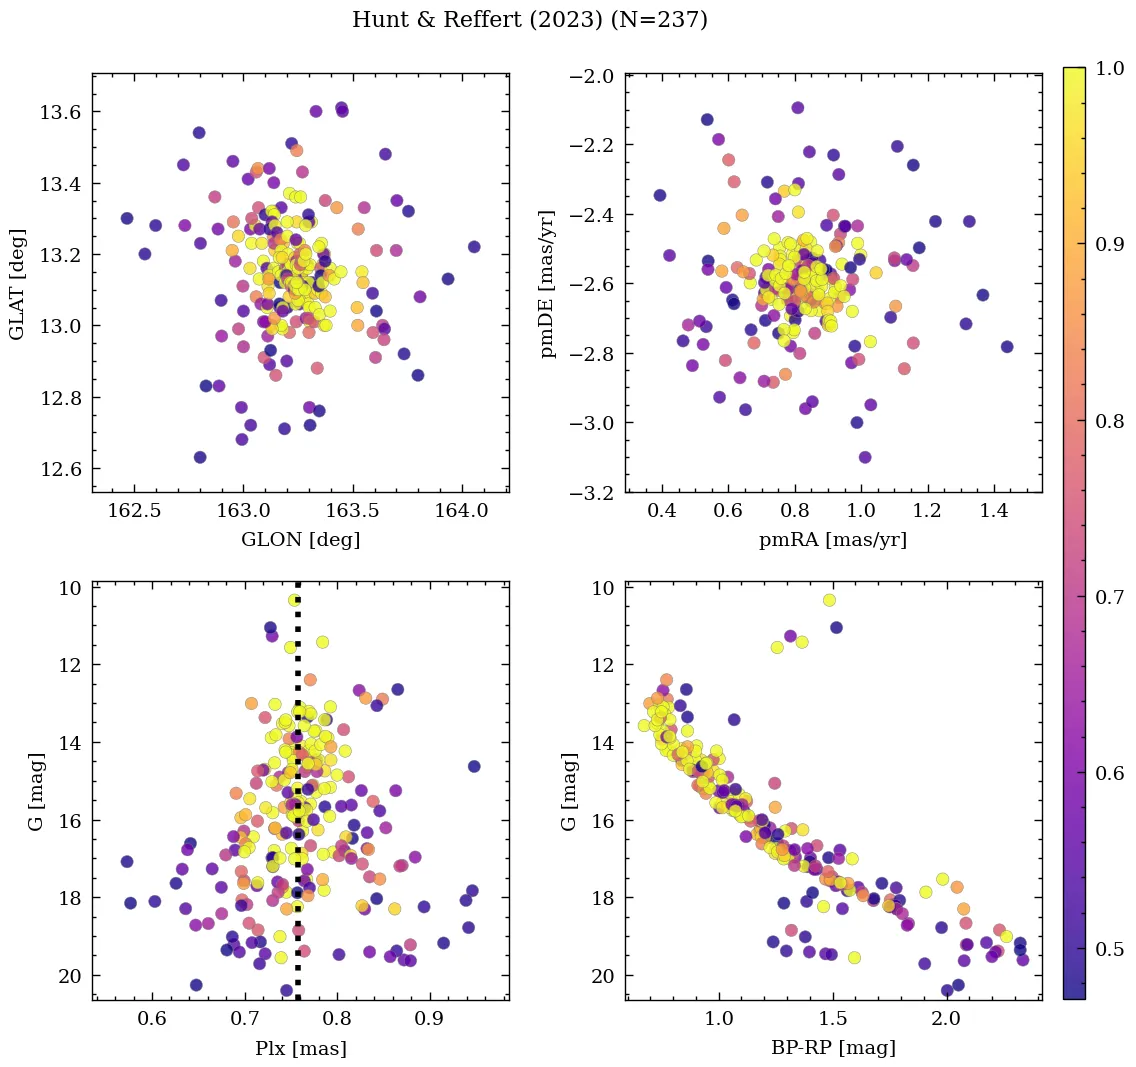 Hunt & Reffert (2023) (N=237)
13.6
13.4
13.2
13.0
12.8
12.6
GLAT [deg]
162.5 163.0 163.5 164.0
GLON [deg]
−2.0
−2.2
−2.4
−2.6
−2.8
−3.0
−3.2
pmDE [mas/yr]
0.4 0.6 0.8 1.0 1.2 1.4
pmRA [mas/yr]
10
12
14
16
18
20
G [mag]
0.6 0.7 0.8 0.9
Plx [mas]
10
12
14
16
18
20
G [mag]
1.0 1.5 2.0
BP-RP [mag]
1.0
0.9
0.8
0.7
0.6
0.5